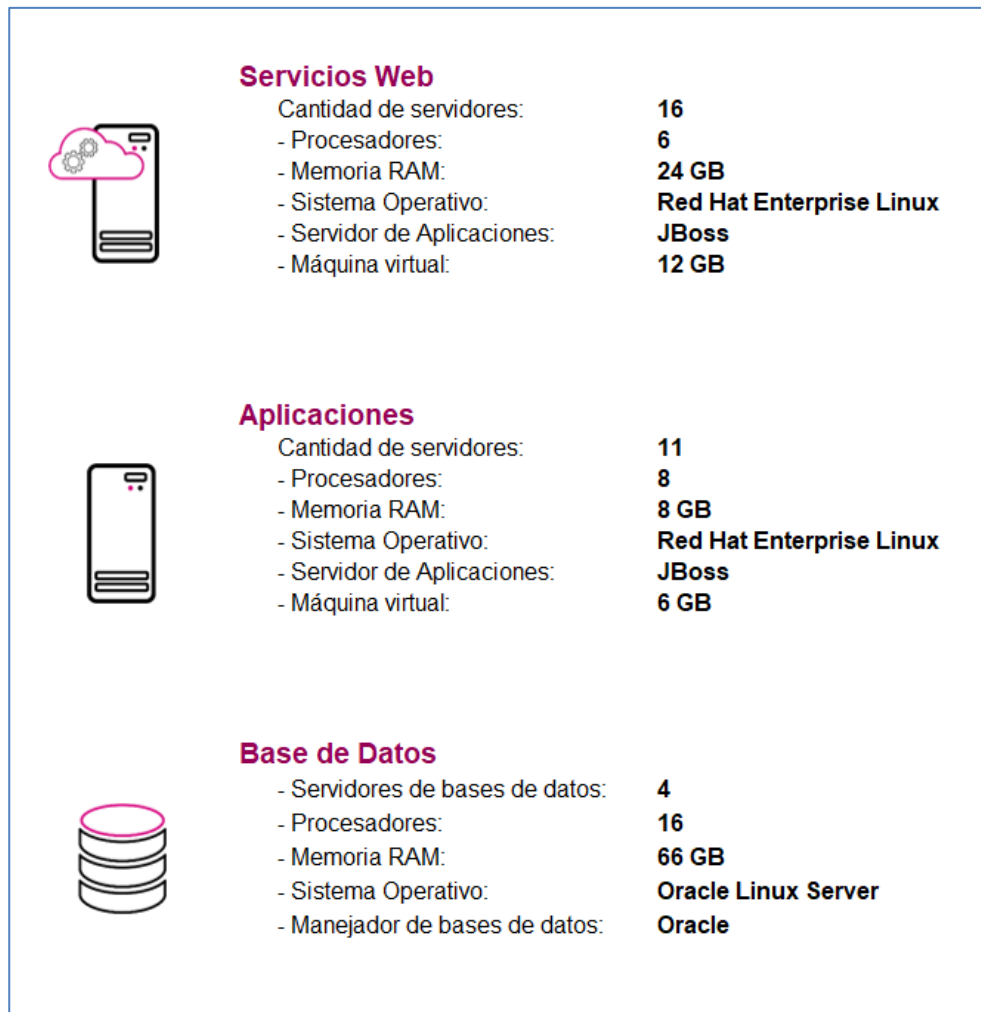 Servicios Web
Cantidad de servidores: 16
- Procesadores: 6
- Memoria RAM: 24 GB
- Sistema Operativo: Red Hat Enterprise Linux
- Servidor de Aplicaciones: JBoss
- Máquina virtual: 12 GB
Aplicaciones
Cantidad de servidores: 11
- Procesadores: 8
- Memoria RAM: 8 GB
- Sistema Operativo: Red Hat Enterprise Linux
- Servidor de Aplicaciones: JBoss
- Máquina virtual: 6 GB
Base de Datos
- Servidores de bases de datos: 4
- Procesadores: 16
- Memoria RAM: 66 GB
- Sistema Operativo: Oracle Linux Server
- Manejador de bases de datos: Oracle